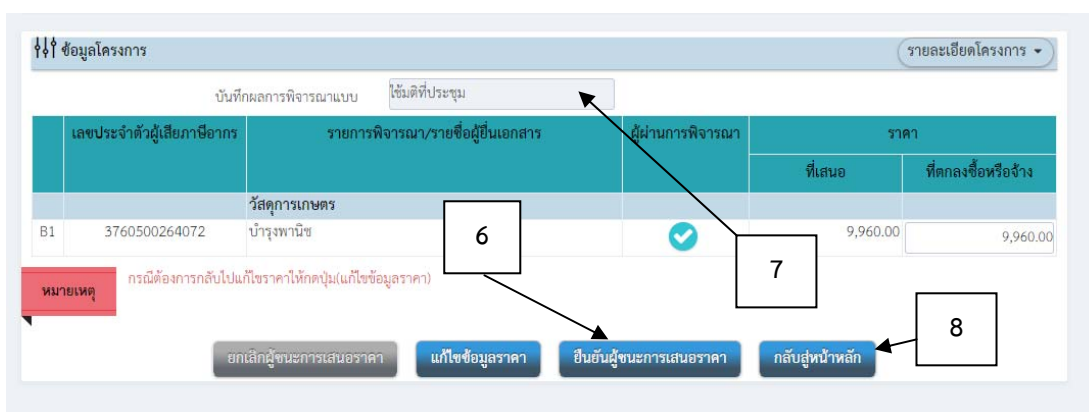 ข้อมูลโครงการ
รายละเอียดโครงการ
บันทึกผลการพิจารณาแบบ ใช้มติที่ประชุม
เลขประจำตัวผู้เสียภาษีอากร รายการพิจารณา/รายชื่อผู้ยื่นเอกสาร ผู้ผ่านการพิจารณา ราคา
ที่เสนอ ที่ตกลงซื้อหรือจ้าง
วัสดุการเกษตร
B1 3760500264072 บำรุงพานิช 9,960.00 9,960.00
6
7
หมายเหตุ กรณีต้องการกลับไปแก้ไขราคาให้กดปุ่ม(แก้ไขข้อมูลราคา)
8
ยกเลิกผู้ชนะการเสนอราคา แก้ไขข้อมูลราคา ยืนยันผู้ชนะการเสนอราคา กลับสู่หน้าหลัก